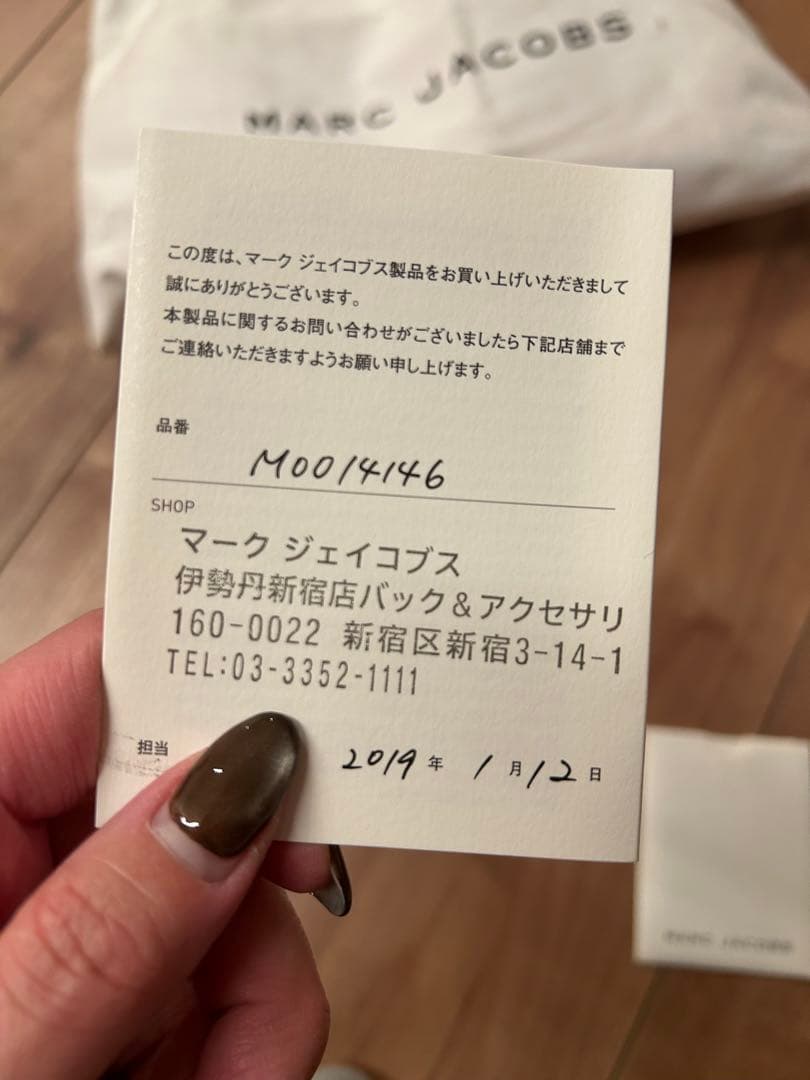 MARC JACOBS
この度は、マーク ジェイコブス製品をお買い上げいただきまして
誠にありがとうございます。
本製品に関するお問い合わせがございましたら下記店舗まで
ご連絡いただきますようお願い申し上げます。
品番
M0014146
SHOP
マーク ジェイコブス
伊勢丹新宿店バック＆アクセサリ
160-0022 新宿区新宿3-14-1
TEL:03-3352-1111
担当
2019 年 1 月 12 日
MARC JACOBS